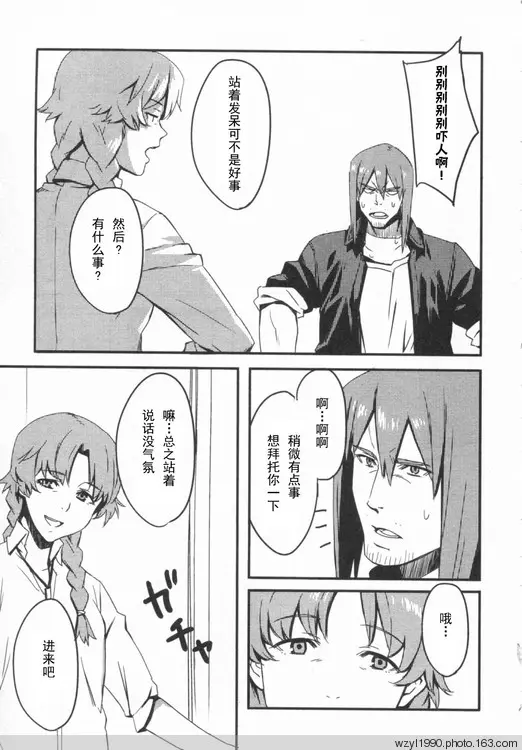 别别别别别吓人啊！
站着发呆可不是好事
然后？
有什么事？
啊…啊啊
稍微有点事
想拜托你一下
哦…
嘛…总之站着
说话没气氛
ガチャ
进来吧
wzyl1990.photo.163.com